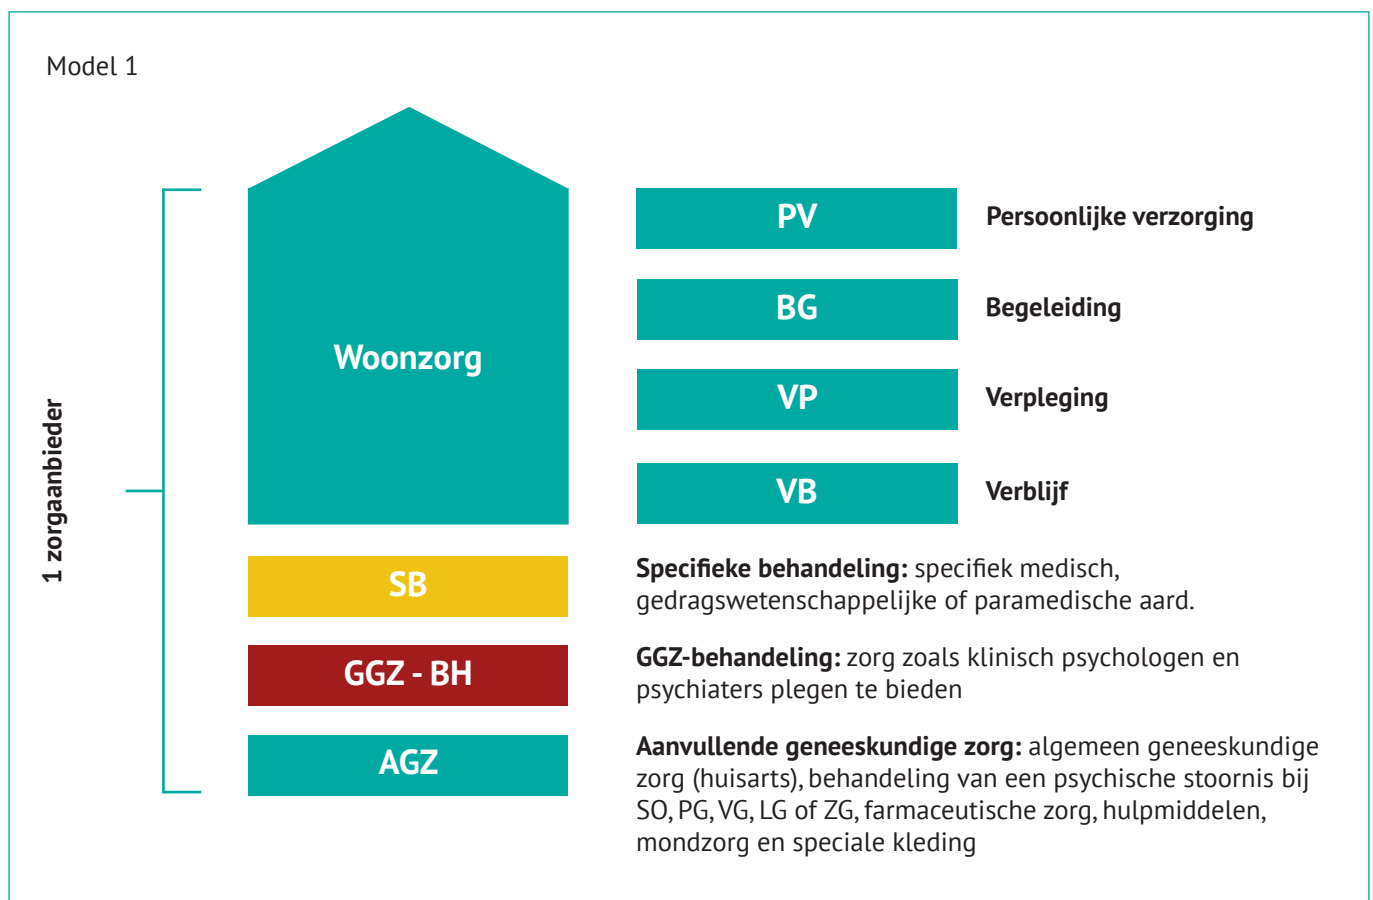 Model 1
1 zorgaanbieder
Woonzorg
PV
Persoonlijke verzorging
BG
Begeleiding
VP
Verpleging
VB
Verblijf
SB
Specifieke behandeling: specifiek medisch,
gedragswetenschappelijke of paramedische aard.
GGZ - BH
GGZ-behandeling: zorg zoals klinisch psychologen en
psychiaters plegen te bieden
AGZ
Aanvullende geneeskundige zorg: algemeen geneeskundige
zorg (huisarts), behandeling van een psychische stoornis bij
SO, PG, VG, LG of ZG, farmaceutische zorg, hulpmiddelen,
mondzorg en speciale kleding